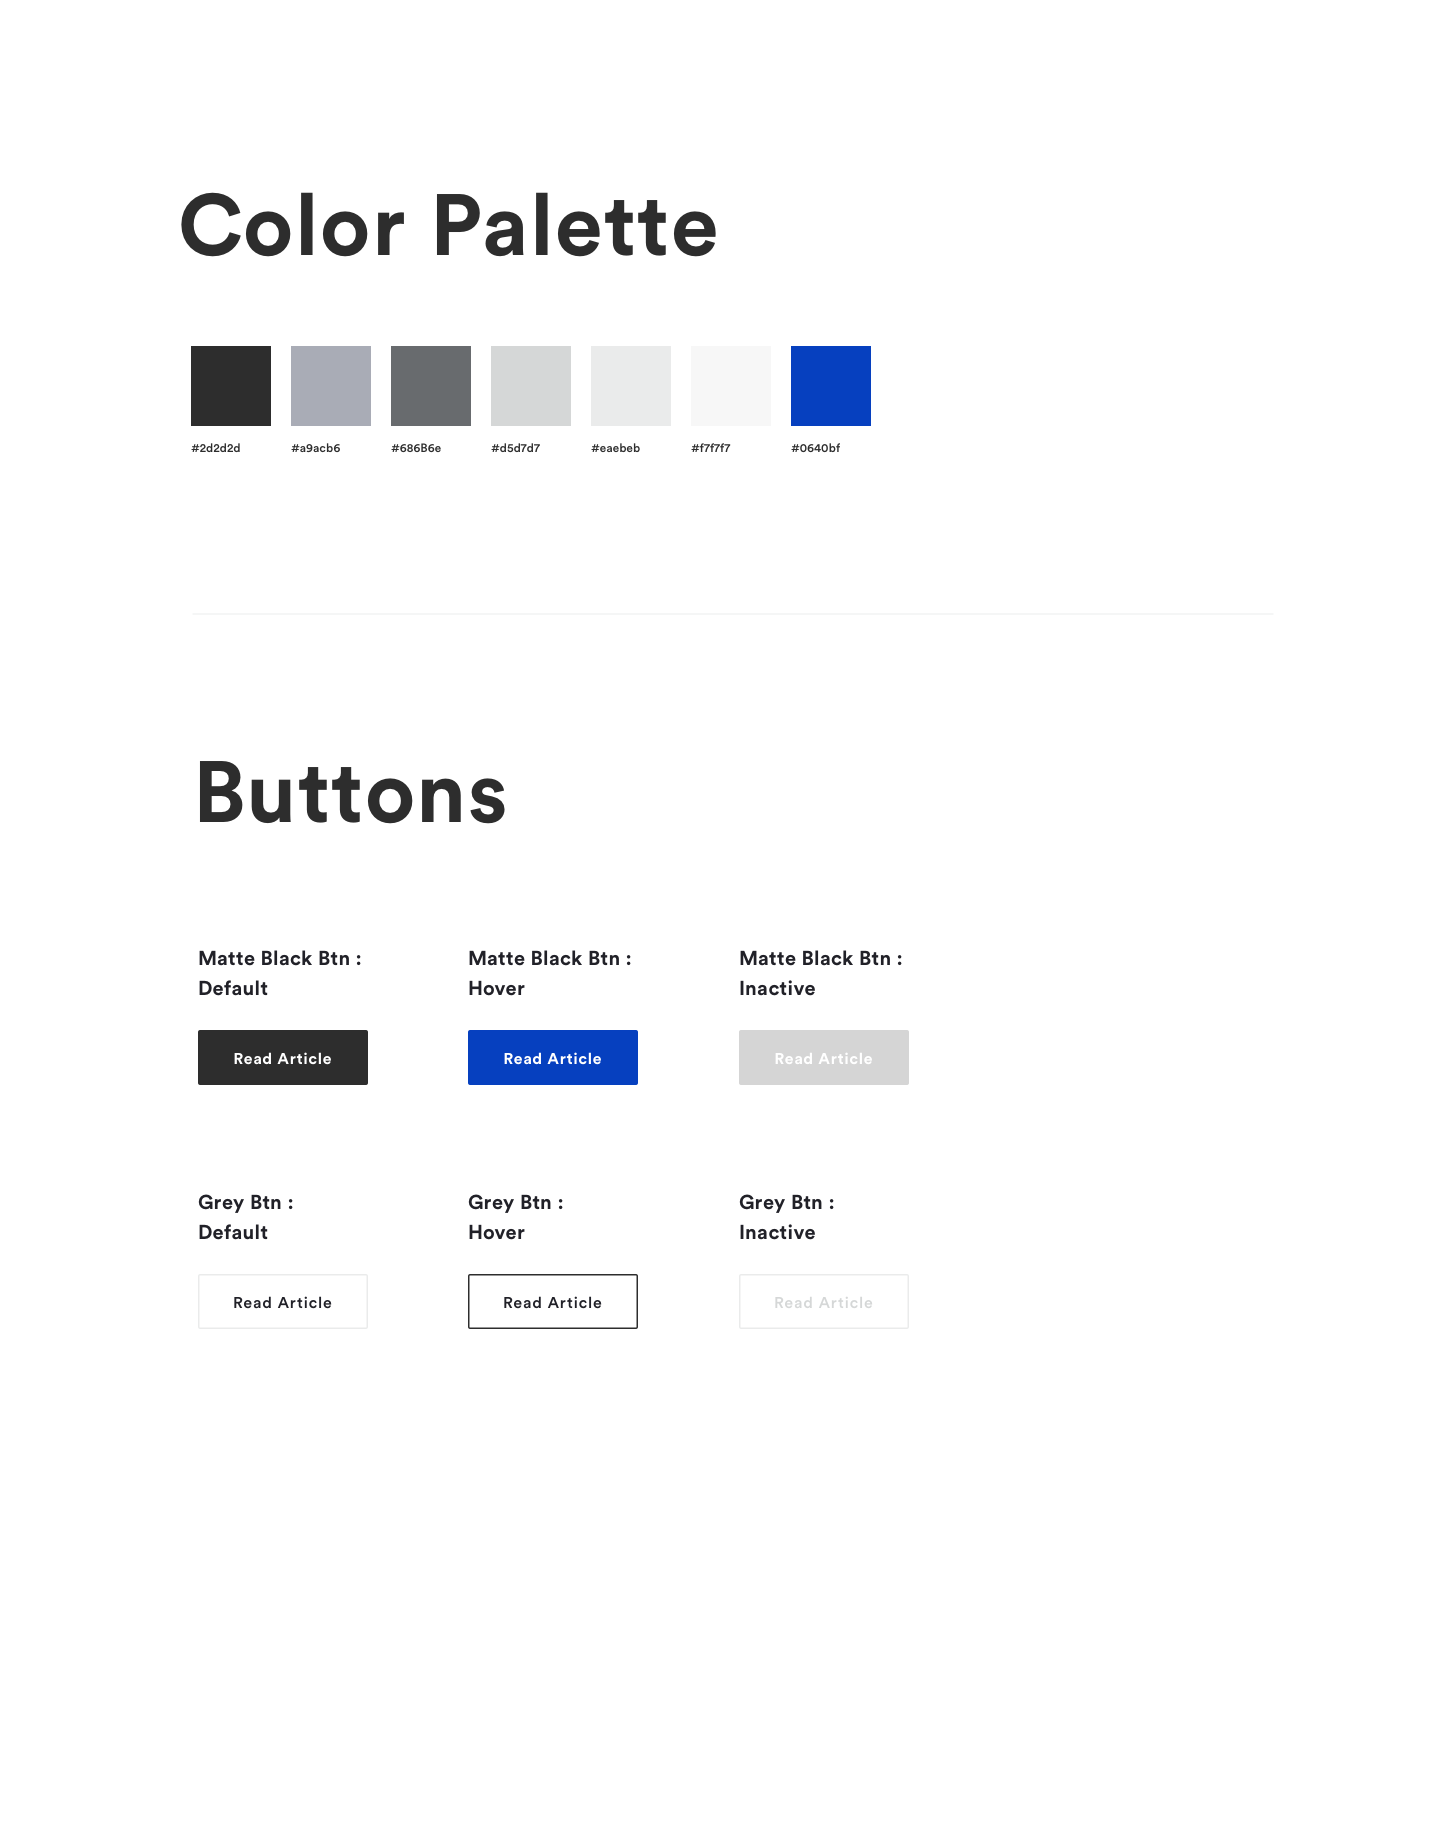 Color Palette
#2d2d2d #a9acb6 #686B6e #d5d7d7 #eaebeb #f7f7f7 #0640bf
Buttons
Matte Black Btn :
Default
Matte Black Btn :
Hover
Matte Black Btn :
Inactive
Read Article
Read Article
Read Article
Grey Btn :
Default
Grey Btn :
Hover
Grey Btn :
Inactive
Read Article
Read Article
Read Article